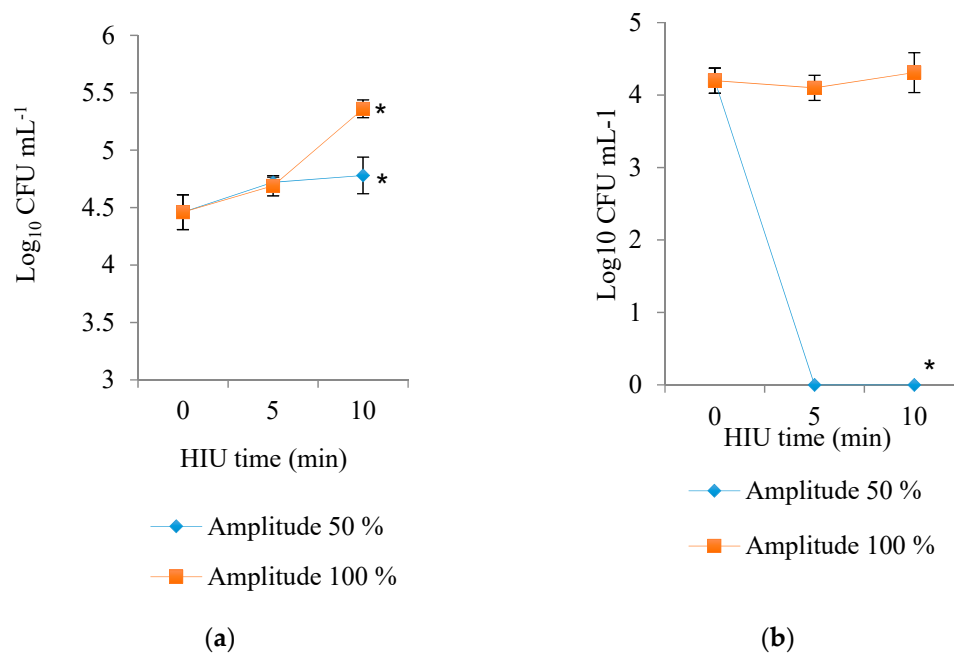 6
5.5
5
4.5
4
3.5
3
Log10 CFU mL-1
*
*
0 5 10
HIU time (min)
Amplitude 50 %
Amplitude 100 %
(a)
5
4
3
2
1
0
Log10 CFU mL-1
*
0 5 10
HIU time (min)
Amplitude 50 %
Amplitude 100 %
(b)